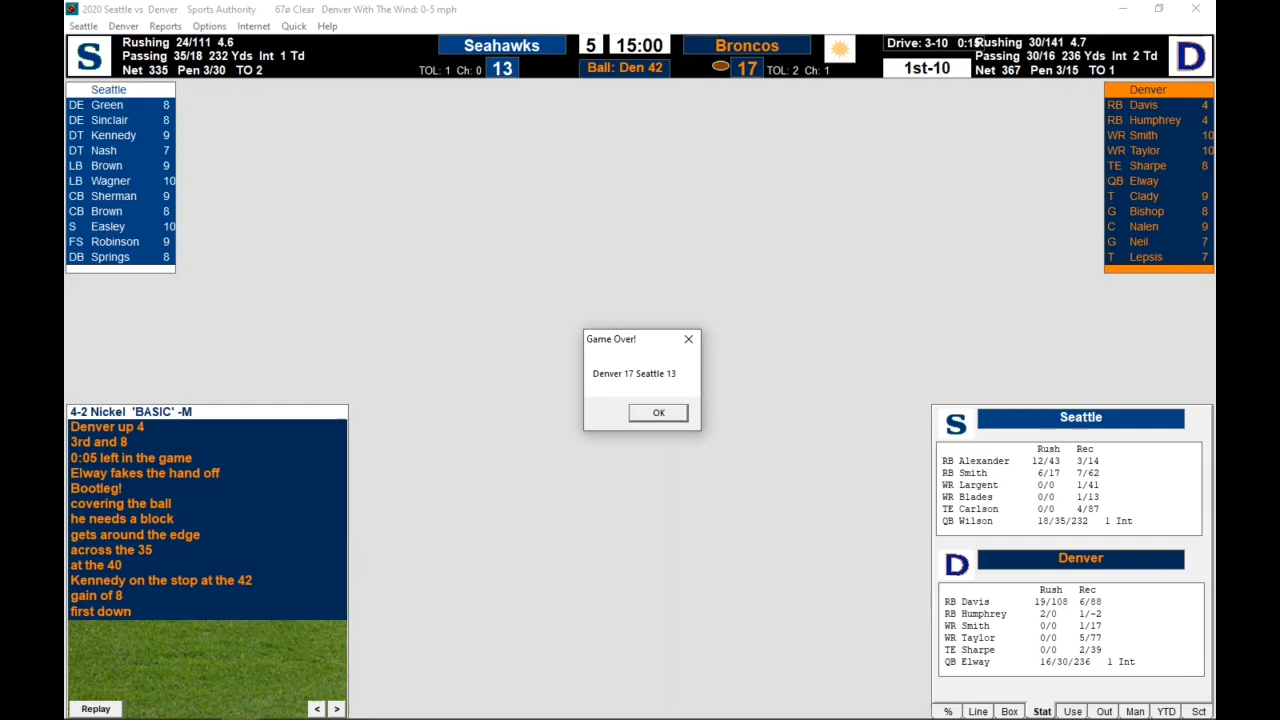 2020 Seattle vs Denver Sports Authority 67ø Clear Denver With The Wind: 0-5 mph
Seattle Denver Reports Options Internet Quick Help
S
Rushing 24/111 4.6
Passing 35/18 232 Yds Int 1 Td
Net 335 Pen 3/30 TO 2
Seahawks 5 15:00 Broncos
TOL: 1 Ch: 0 13 Ball: Den 42 17 TOL: 2 Ch: 1
Drive: 3-10 0:15
1st-10
Rushing 30/141 4.7
Passing 30/16 236 Yds Int 2 Td
Net 367 Pen 3/15 TO 1
D
Seattle
DE Green 8
DE Sinclair 8
DT Kennedy 9
DT Nash 7
LB Brown 9
LB Wagner 10
CB Sherman 9
CB Brown 8
S Easley 10
FS Robinson 9
DB Springs 8
Denver
RB Davis 4
RB Humphrey 4
WR Smith 10
WR Taylor 10
TE Sharpe 8
QB Elway
T Clady 9
G Bishop 8
C Nalen 9
G Neil 7
T Lepsis 7
Game Over!
Denver 17 Seattle 13
OK
4-2 Nickel 'BASIC' -M
Denver up 4
3rd and 8
0:05 left in the game
Elway fakes the hand off
Bootleg!
covering the ball
he needs a block
gets around the edge
across the 35
at the 40
Kennedy on the stop at the 42
gain of 8
first down
Replay < >
S Seattle
Rush Rec
RB Alexander 12/43 3/14
RB Smith 6/17 7/62
WR Largent 0/0 1/41
WR Blades 0/0 1/13
TE Carlson 0/0 4/87
QB Wilson 18/35/232 1 Int
D Denver
Rush Rec
RB Davis 19/108 6/88
RB Humphrey 2/0 1/-2
WR Smith 0/0 1/17
WR Taylor 0/0 5/77
TE Sharpe 0/0 2/39
QB Elway 16/30/236 1 Int
% Line Box Stat Use Out Man YTD Sct